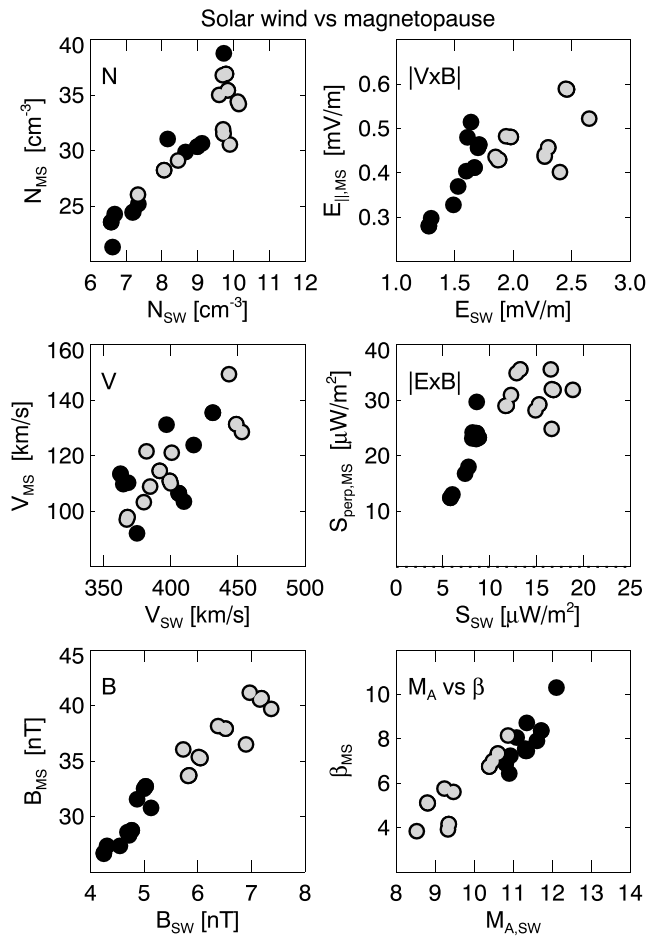 Solar wind vs magnetopause
40
35
30
25
N
N_MS [cm^-3]
6 7 8 9 10 11 12
N_SW [cm^-3]
0.6
0.5
0.4
0.3
|VxB|
E_||,MS [mV/m]
1.0 1.5 2.0 2.5 3.0
E_SW [mV/m]
160
140
120
100
V
V_MS [km/s]
350 400 450 500
V_SW [km/s]
40
30
20
10
|ExB|
S_perp,MS [μW/m^2]
0 5 10 15 20 25
S_SW [μW/m^2]
45
40
35
30
B
B_MS [nT]
4 5 6 7 8
B_SW [nT]
10
8
6
4
M_A vs β
β_MS
8 9 10 11 12 13 14
M_A,SW